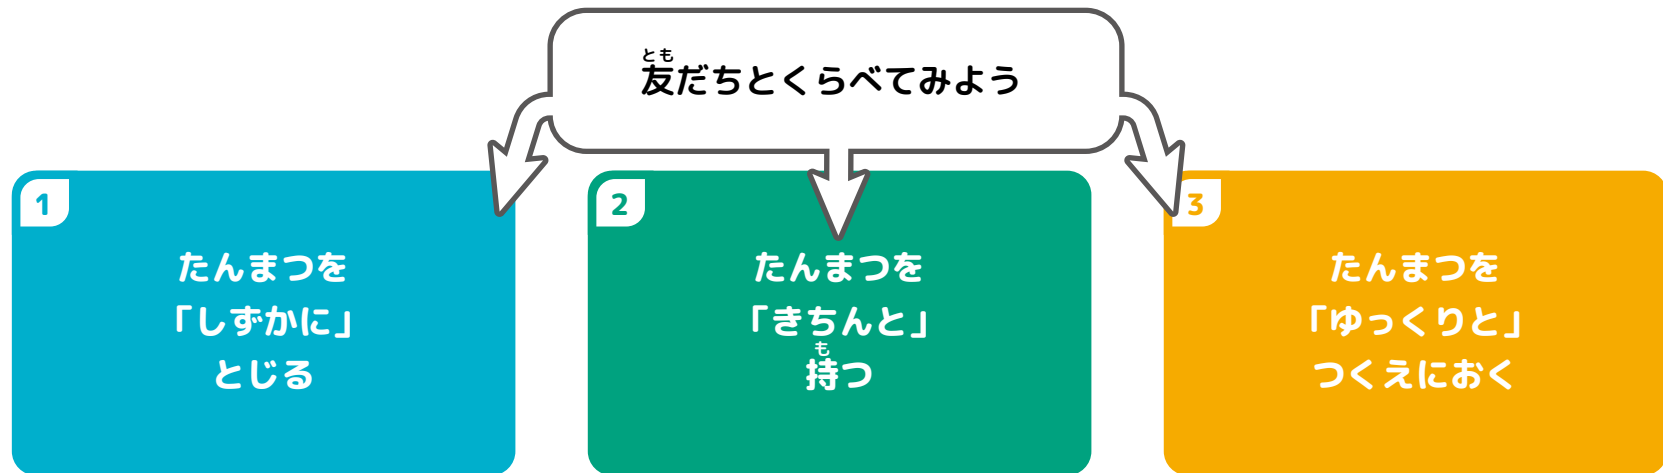 友だちとくらべてみよう
とも
1
たんまつを
「しずかに」
とじる
2
たんまつを
「きちんと」
持つ
も
3
たんまつを
「ゆっくりと」
つくえにおく